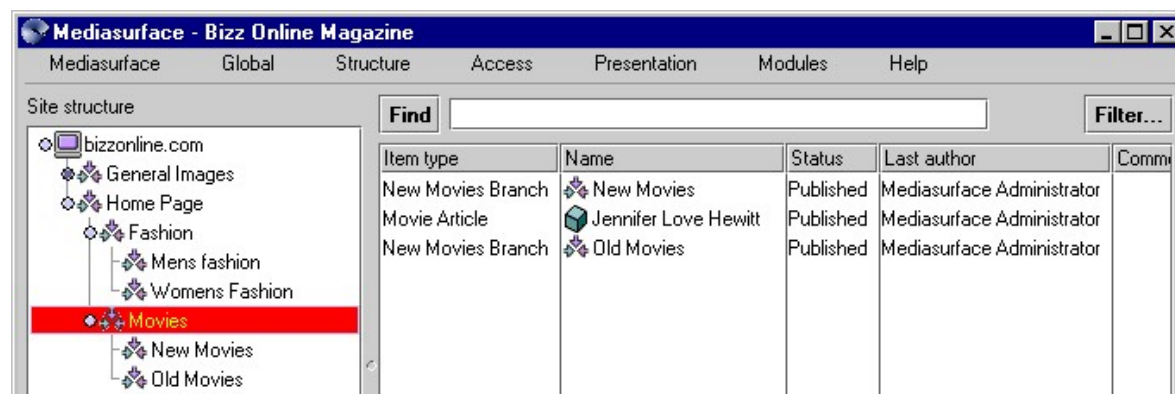 Mediasurface - Bizz Online Magazine
Mediasurface Global Structure Access Presentation Modules Help
Site structure
Find Filter...
bizzonline.com
General Images
Home Page
Fashion
Mens fashion
Womens Fashion
Movies
New Movies
Old Movies
Item type Name Status Last author
New Movies Branch New Movies Published Mediasurface Administrator
Movie Article Jennifer Love Hewitt Published Mediasurface Administrator
New Movies Branch Old Movies Published Mediasurface Administrator